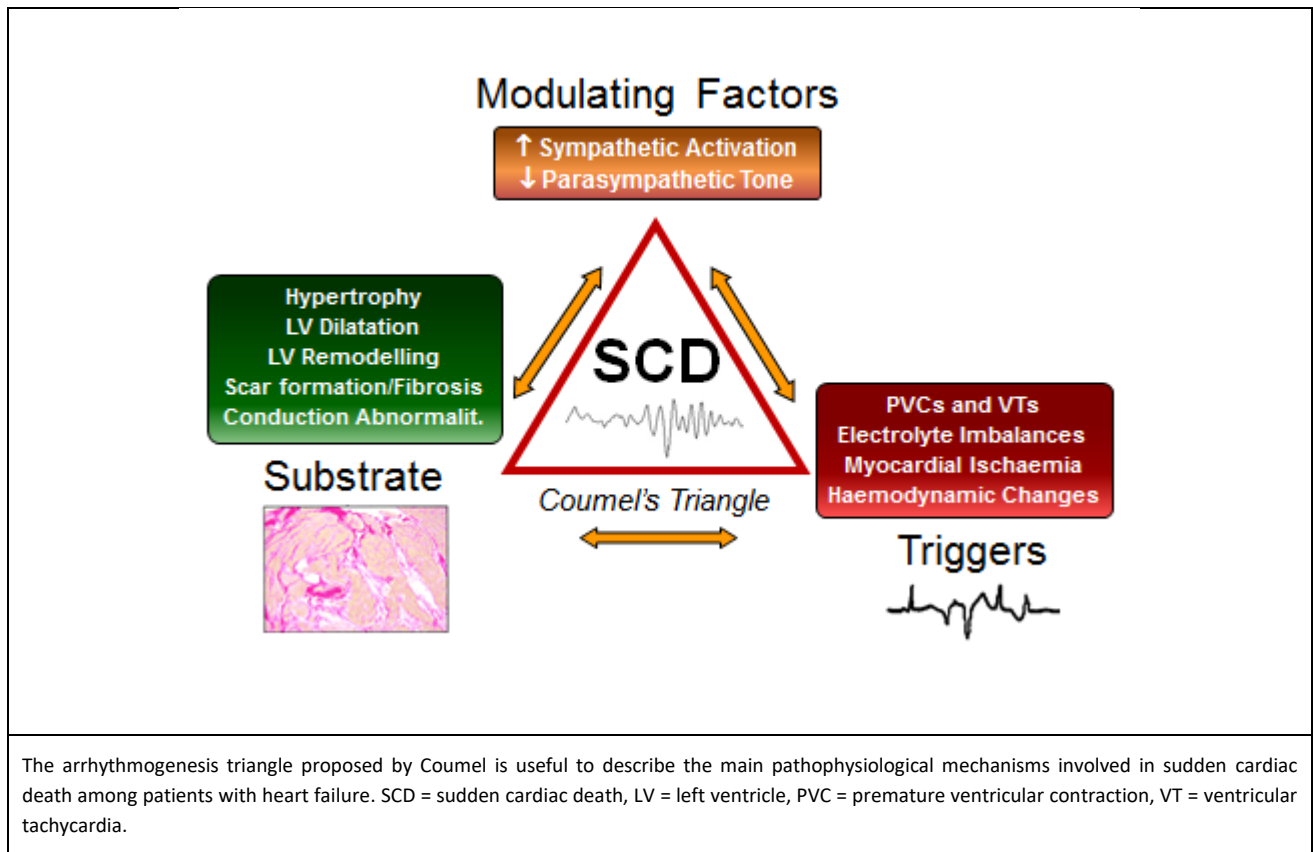 Modulating Factors
↑ Sympathetic Activation
↓ Parasympathetic Tone
Hypertrophy
LV Dilatation
LV Remodelling
Scar formation/Fibrosis
Conduction Abnormalit.
Substrate
SCD
Coumel's Triangle
PVCs and VTs
Electrolyte Imbalances
Myocardial Ischaemia
Haemodynamic Changes
Triggers
The arrhythmogenesis triangle proposed by Coumel is useful to describe the main pathophysiological mechanisms involved in sudden cardiac
death among patients with heart failure. SCD = sudden cardiac death, LV = left ventricle, PVC = premature ventricular contraction, VT = ventricular
tachycardia.